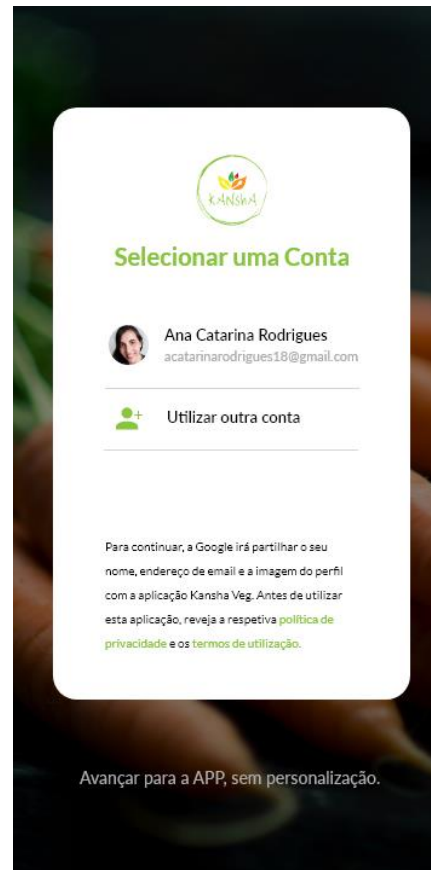 KANSHA
Selecionar uma Conta
Ana Catarina Rodrigues
acatarinarodrigues18@gmail.com
Utilizar outra conta
Para continuar, a Google irá partilhar o seu
nome, endereço de email e a imagem do perfil
com a aplicação Kansha Veg. Antes de utilizar
esta aplicação, reveja a respetiva política de
privacidade e os termos de utilização.
Avançar para a APP, sem personalização.